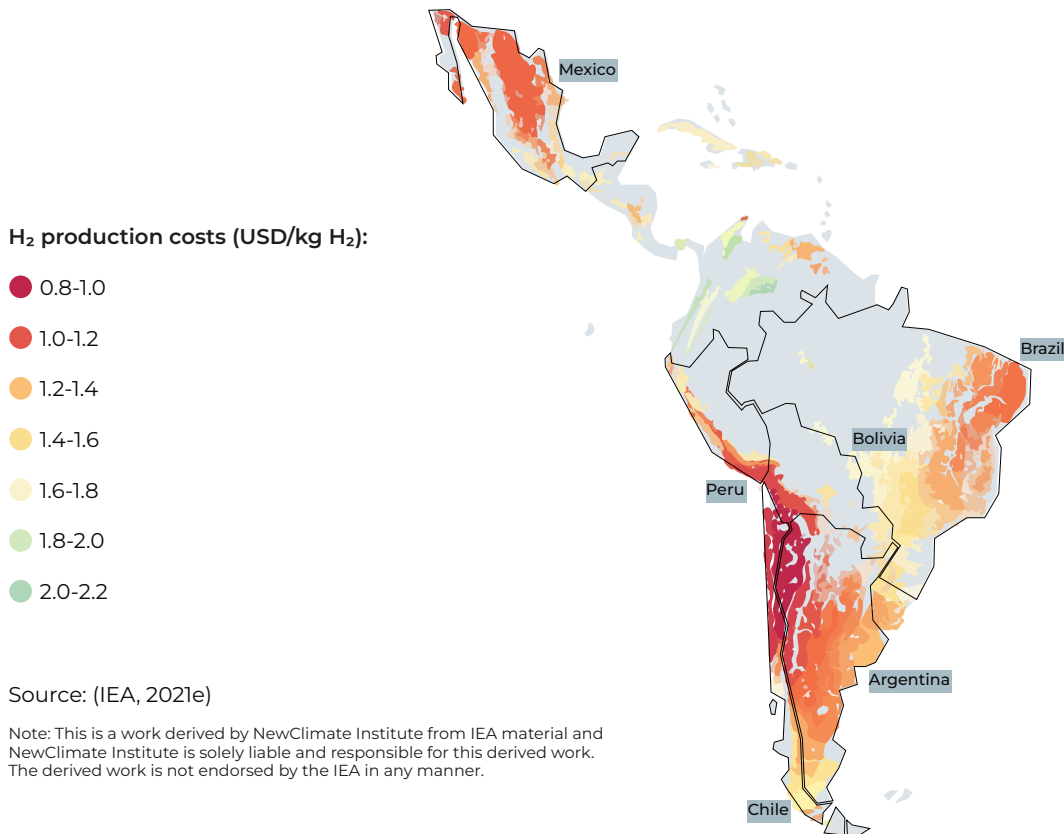 Mexico
H₂ production costs (USD/kg H₂):
0.8-1.0
1.0-1.2
1.2-1.4
1.4-1.6
1.6-1.8
1.8-2.0
2.0-2.2
Brazil
Bolivia
Peru
Argentina
Chile
Source: (IEA, 2021e)
Note: This is a work derived by NewClimate Institute from IEA material and
NewClimate Institute is solely liable and responsible for this derived work.
The derived work is not endorsed by the IEA in any manner.